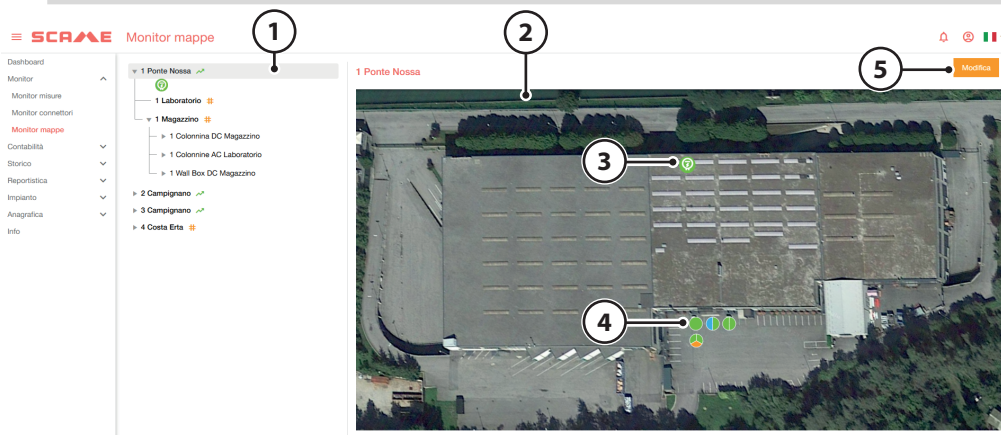 SCAME
Monitor mappe
1
2
Dashboard
Monitor
Monitor misure
Monitor connettori
Monitor mappe
Contabilità
Storico
Reportistica
Impianto
Anagrafica
Info
1 Ponte Nossa
1 Laboratorio #
1 Magazzino #
1 Colonnina DC Magazzino
1 Colonnine AC Laboratorio
1 Wall Box DC Magazzino
2 Campignano
3 Campignano
4 Costa Erta #
1 Ponte Nossa
5
Modifica
3
4